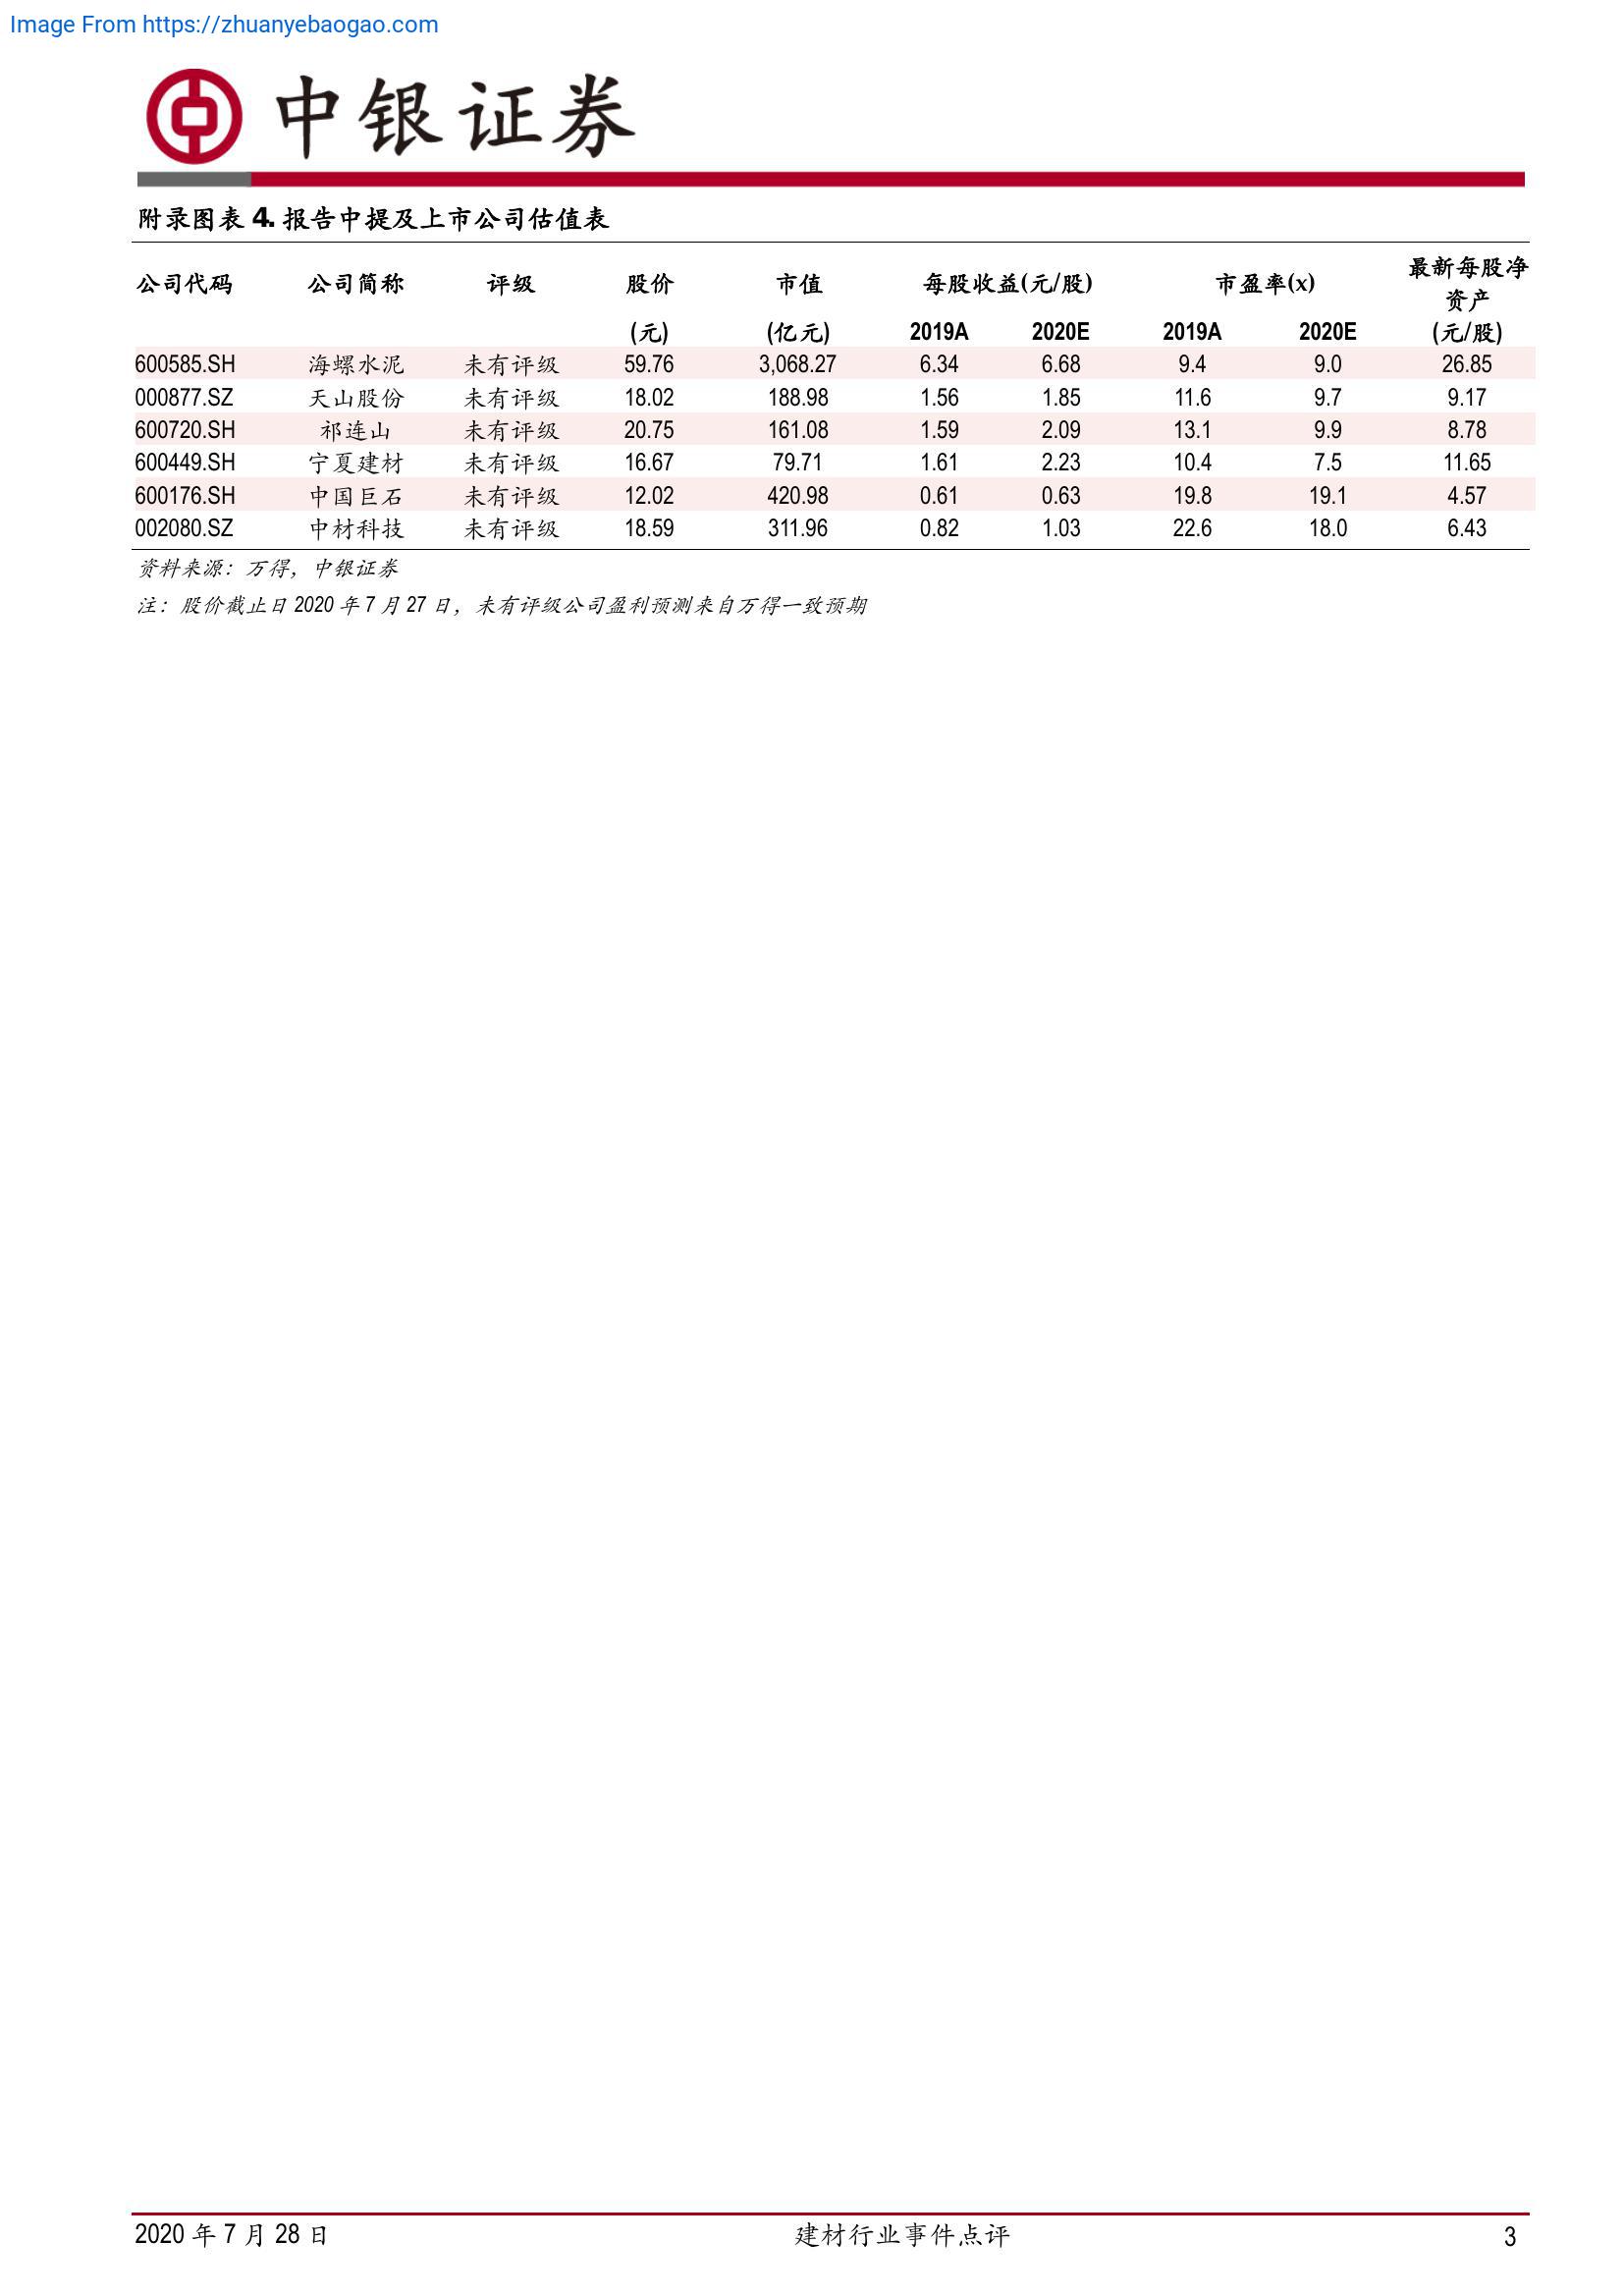 Image From https://zhuanyebaogao.com
中银证券
附录图表 4. 报告中提及上市公司估值表
公司代码 公司简称 评级 股价 市值 每股收益(元/股) 市盈率(x) 最新每股净
资产
(元) (亿元) 2019A 2020E 2019A 2020E (元/股)
600585.SH 海螺水泥 未有评级 59.76 3,068.27 6.34 6.68 9.4 9.0 26.85
000877.SZ 天山股份 未有评级 18.02 188.98 1.56 1.85 11.6 9.7 9.17
600720.SH 祁连山 未有评级 20.75 161.08 1.59 2.09 13.1 9.9 8.78
600449.SH 宁夏建材 未有评级 16.67 79.71 1.61 2.23 10.4 7.5 11.65
600176.SH 中国巨石 未有评级 12.02 420.98 0.61 0.63 19.8 19.1 4.57
002080.SZ 中材科技 未有评级 18.59 311.96 0.82 1.03 22.6 18.0 6.43
资料来源：万得，中银证券
注：股价截止日 2020 年 7 月 27 日，未有评级公司盈利预测来自万得一致预期
2020 年 7 月 28 日 建材行业事件点评 3